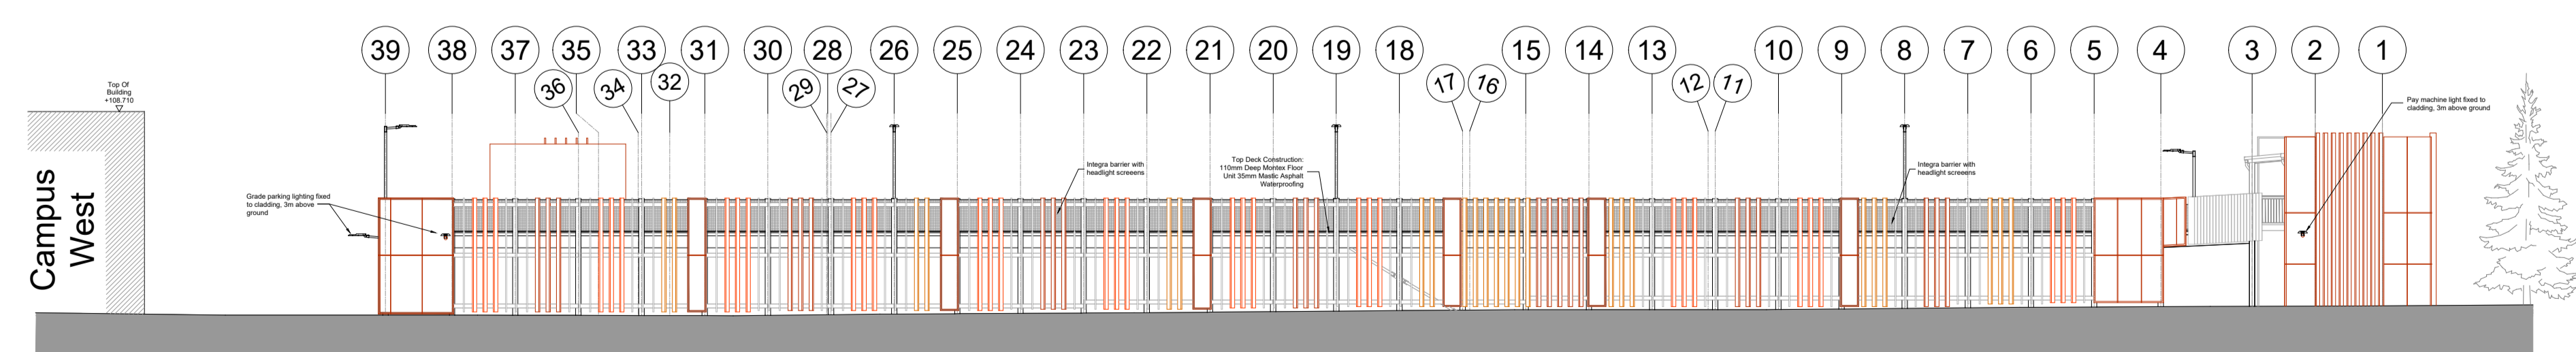 39
38
37
35
33
31
30
28
26
25
24
23
22
21
20
19
18
15
14
13
10
9
8
7
6
5
4
3
2
1
36
34
32
29
27
17
16
12
11
Top Of
Building
+108.710
Campus
West
Grade parking lighting fixed
to cladding, 3m above
ground
Integra barrier with
headlight screeens
Top Deck Construction:
110mm Deep Montex Floor
Unit 35mm Mastic Asphalt
Waterproofing
Integra barrier with
headlight screeens
Pay machine light fixed to
cladding, 3m above ground